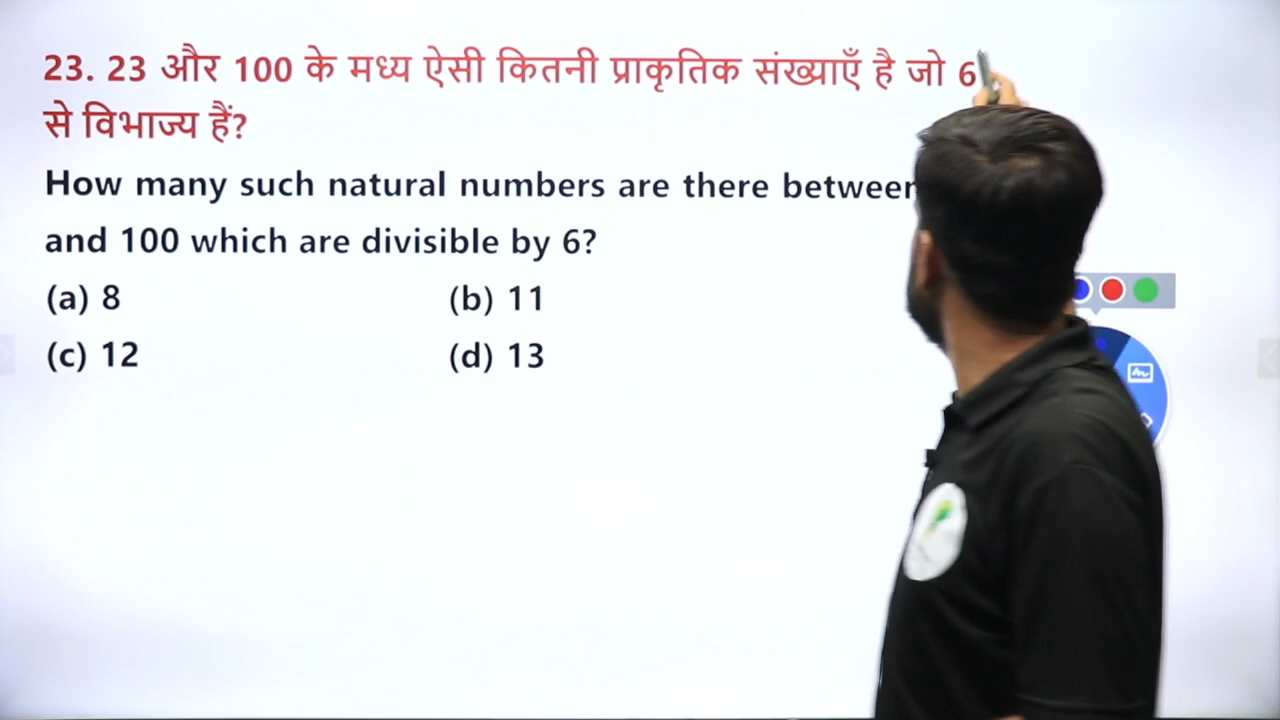 23. 23 और 100 के मध्य ऐसी कितनी प्राकृतिक संख्याएँ है जो 6
से विभाज्य हैं?
How many such natural numbers are there between
and 100 which are divisible by 6?
(a) 8 (b) 11
(c) 12 (d) 13